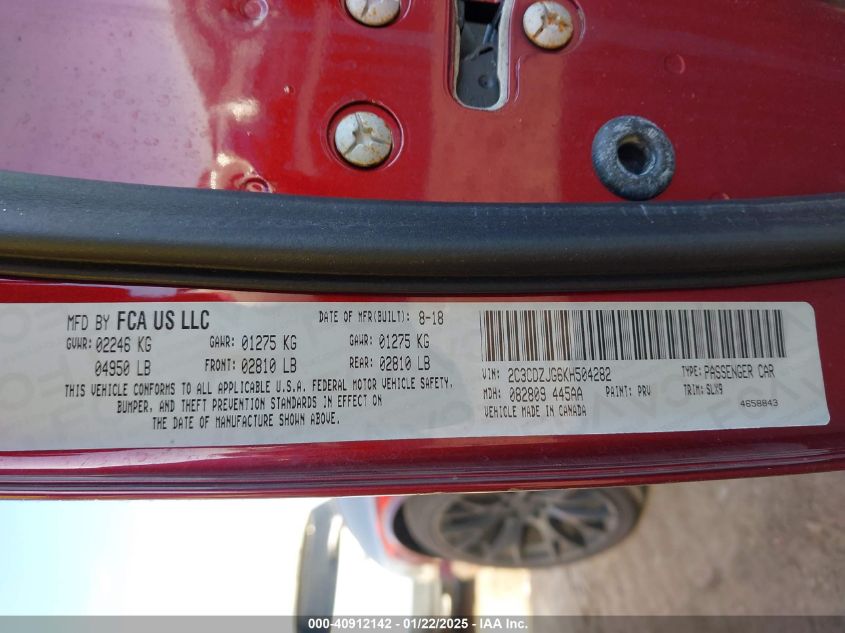 MFD BY FCA US LLC
DATE OF MFR(BUILT): 8-18
GVWR: 02246 KG GAWR: 01275 KG GAWR: 01275 KG
04950 LB FRONT: 02810 LB REAR: 02810 LB
THIS VEHICLE CONFORMS TO ALL APPLICABLE U.S.A. FEDERAL MOTOR VEHICLE SAFETY,
BUMPER, AND THEFT PREVENTION STANDARDS IN EFFECT ON
THE DATE OF MANUFACTURE SHOWN ABOVE.
VIN: 2C3CDZJG6KH504282 TYPE: PASSENGER CAR
MDH: 082809 445AA PAINT: PRV TRIM: SLX9
VEHICLE MADE IN CANADA 4658843
000-40912142 - 01/22/2025 - IAA Inc.